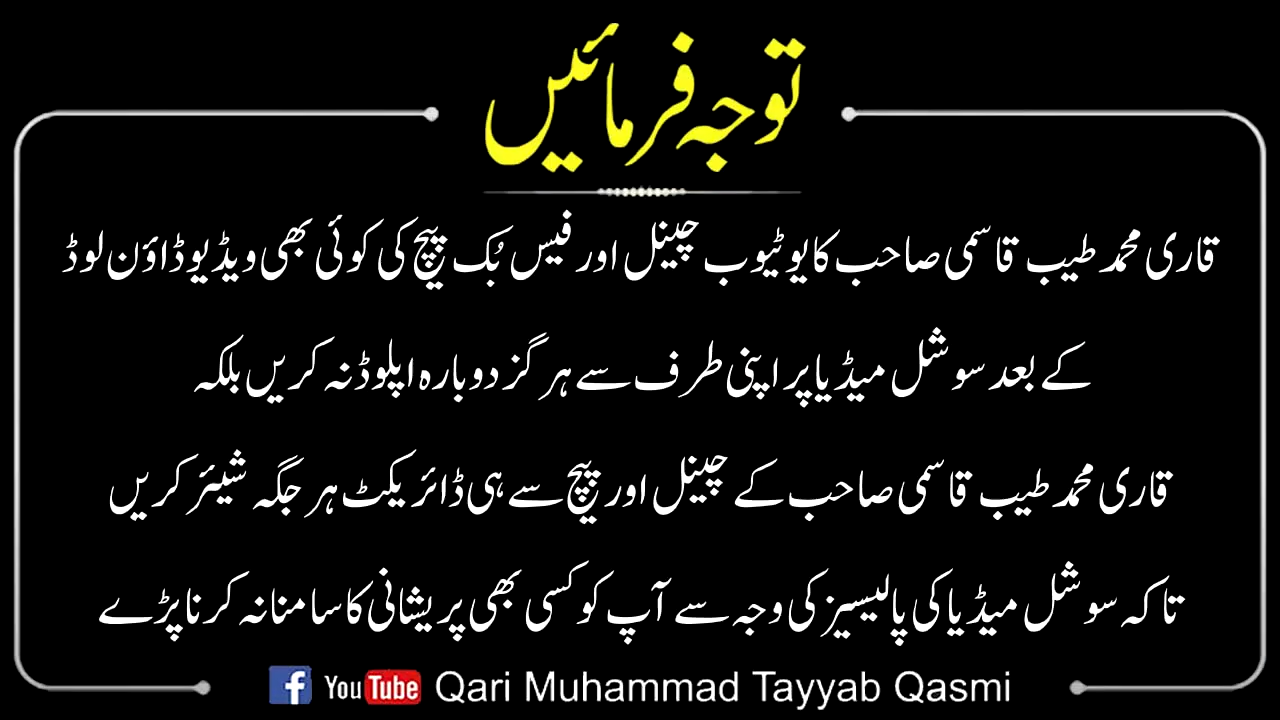 توجہ فرمائیں
قاری محمد طیب قاسمی صاحب کا یوٹیوب چینل اور فیس بُک پیج کی کوئی بھی ویڈیو ڈاؤن لوڈ
کے بعد سوشل میڈیا پر اپنی طرف سے ہرگز دوبارہ اپلوڈ نہ کریں بلکہ
قاری محمد طیب قاسمی صاحب کے چینل اور پیج سے ہی ڈائریکٹ ہر جگہ شیئر کریں
تاکہ سوشل میڈیا کی پالیسیز کی وجہ سے آپ کو کسی بھی پریشانی کا سامنا نہ کرنا پڑے
f YouTube Qari Muhammad Tayyab Qasmi